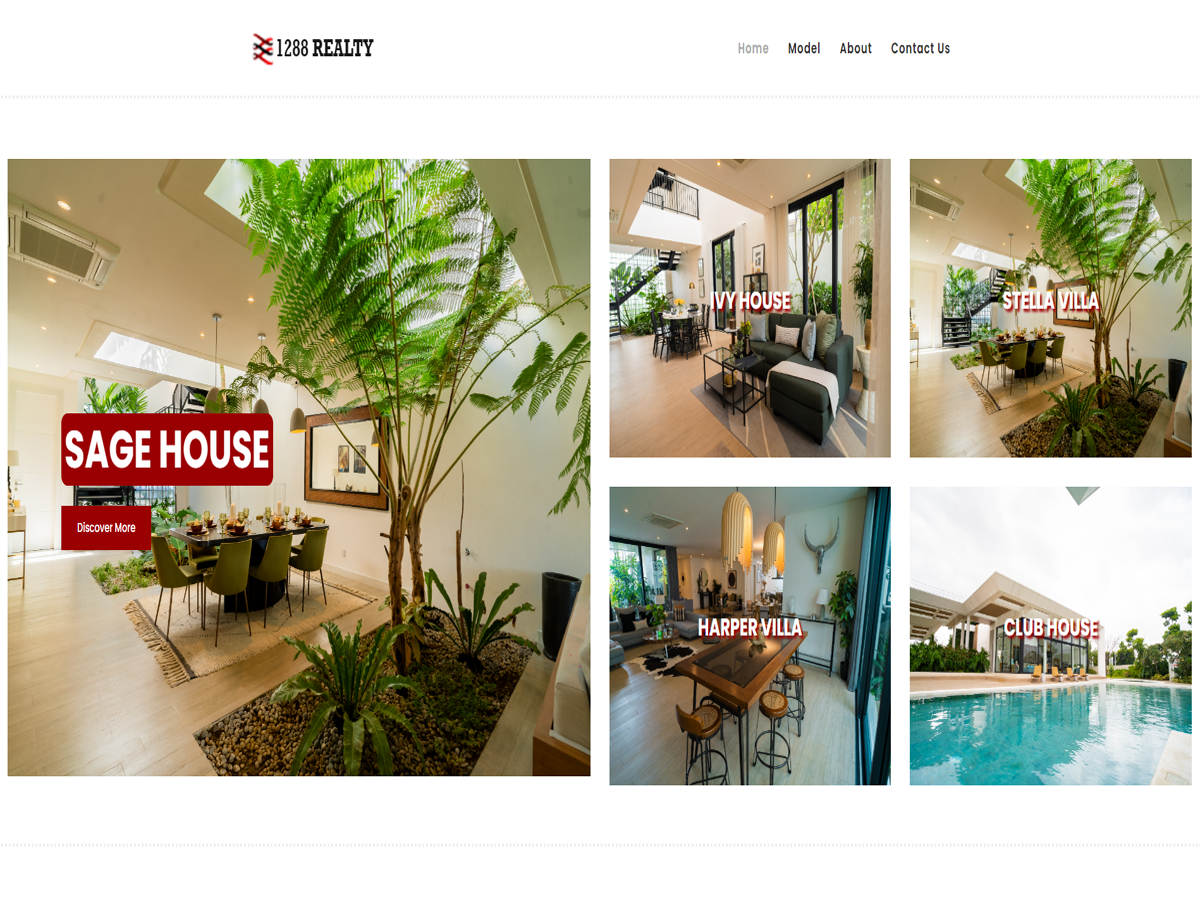 1288 REALTY
Home Model About Contact Us
SAGE HOUSE
Discover More
IVY HOUSE
STELLA VILLA
HARPER VILLA
CLUB HOUSE